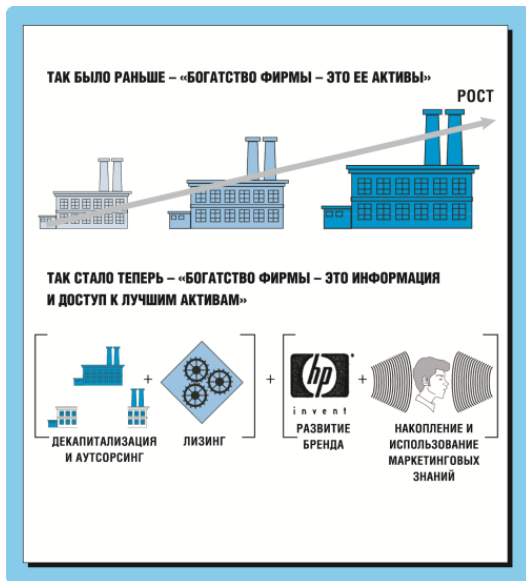 ТАК БЫЛО РАНЬШЕ – «БОГАТСТВО ФИРМЫ – ЭТО ЕЕ АКТИВЫ»
РОСТ
ТАК СТАЛО ТЕПЕРЬ – «БОГАТСТВО ФИРМЫ – ЭТО ИНФОРМАЦИЯ
И ДОСТУП К ЛУЧШИМ АКТИВАМ»
+
+
+
hp
invent
ДЕКАПИТАЛИЗАЦИЯ
И АУТСОРСИНГ
ЛИЗИНГ
РАЗВИТИЕ
БРЕНДА
НАКОПЛЕНИЕ И
ИСПОЛЬЗОВАНИЕ
МАРКЕТИНГОВЫХ
ЗНАНИЙ